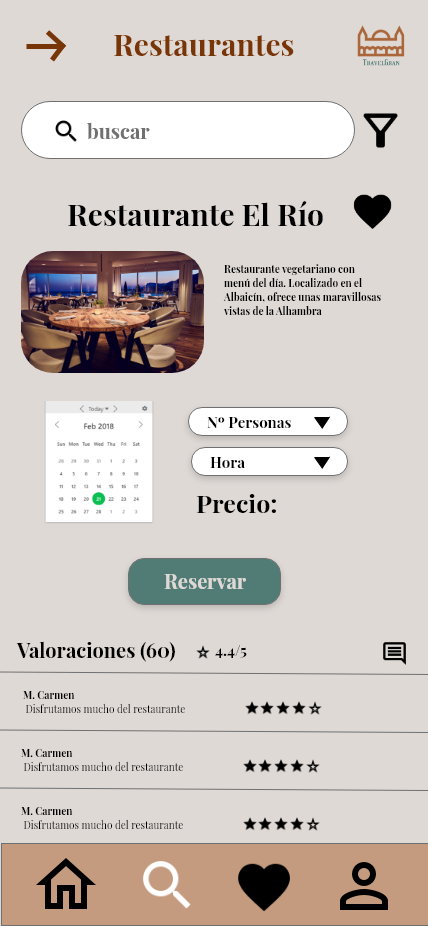 Restaurantes
TravelGran
buscar
Restaurante El Río
Restaurante vegetariano con
menú del día. Localizado en el
Albaicín, ofrece unas maravillosas
vistas de la Alhambra
Today
Feb 2018
Sun Mon Tue Wed Thu Fri Sat
28 29 30 31 1 2 3
4 5 6 7 8 9 10
11 12 13 14 15 16 17
18 19 20 21 22 23 24
25 26 27 28 1 2 3
Nº Personas
Hora
Precio:
Reservar
Valoraciones (60) 4.4/5
M. Carmen
Disfrutamos mucho del restaurante
M. Carmen
Disfrutamos mucho del restaurante
M. Carmen
Disfrutamos mucho del restaurante